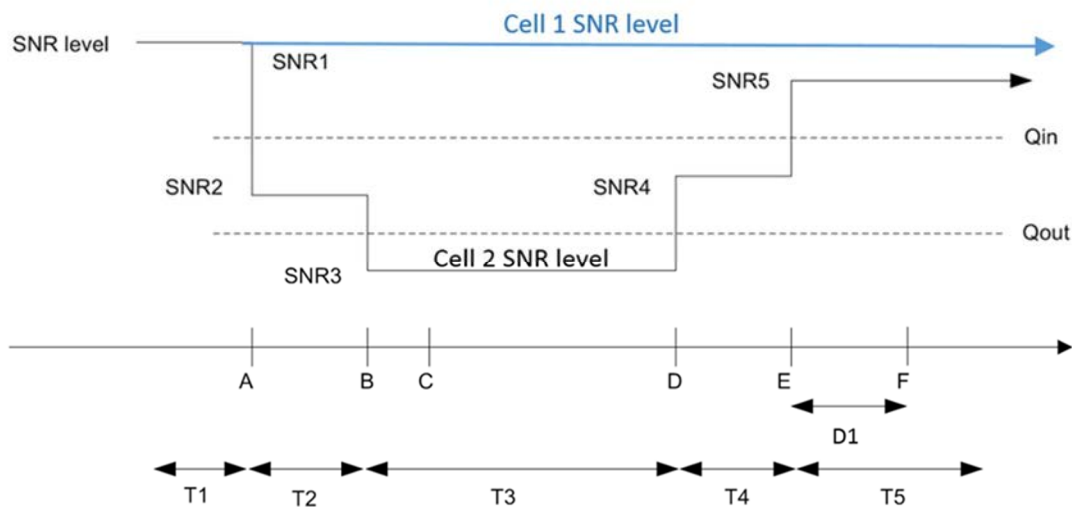 Cell 1 SNR level
SNR level
SNR1
SNR5
Qin
SNR2
SNR4
Qout
Cell 2 SNR level
SNR3
A B C D E F
D1
T1 T2 T3 T4 T5